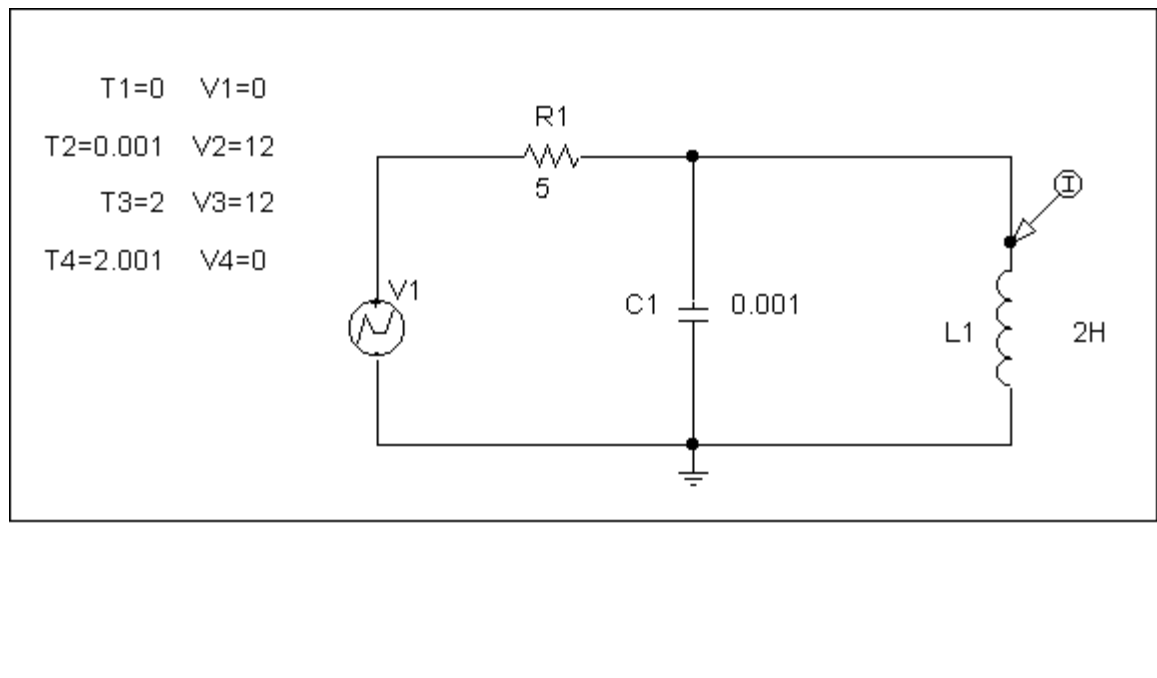 T1=0 V1=0
T2=0.001 V2=12
T3=2 V3=12
T4=2.001 V4=0
R1
5
I
V1
C1 0.001
L1 2H